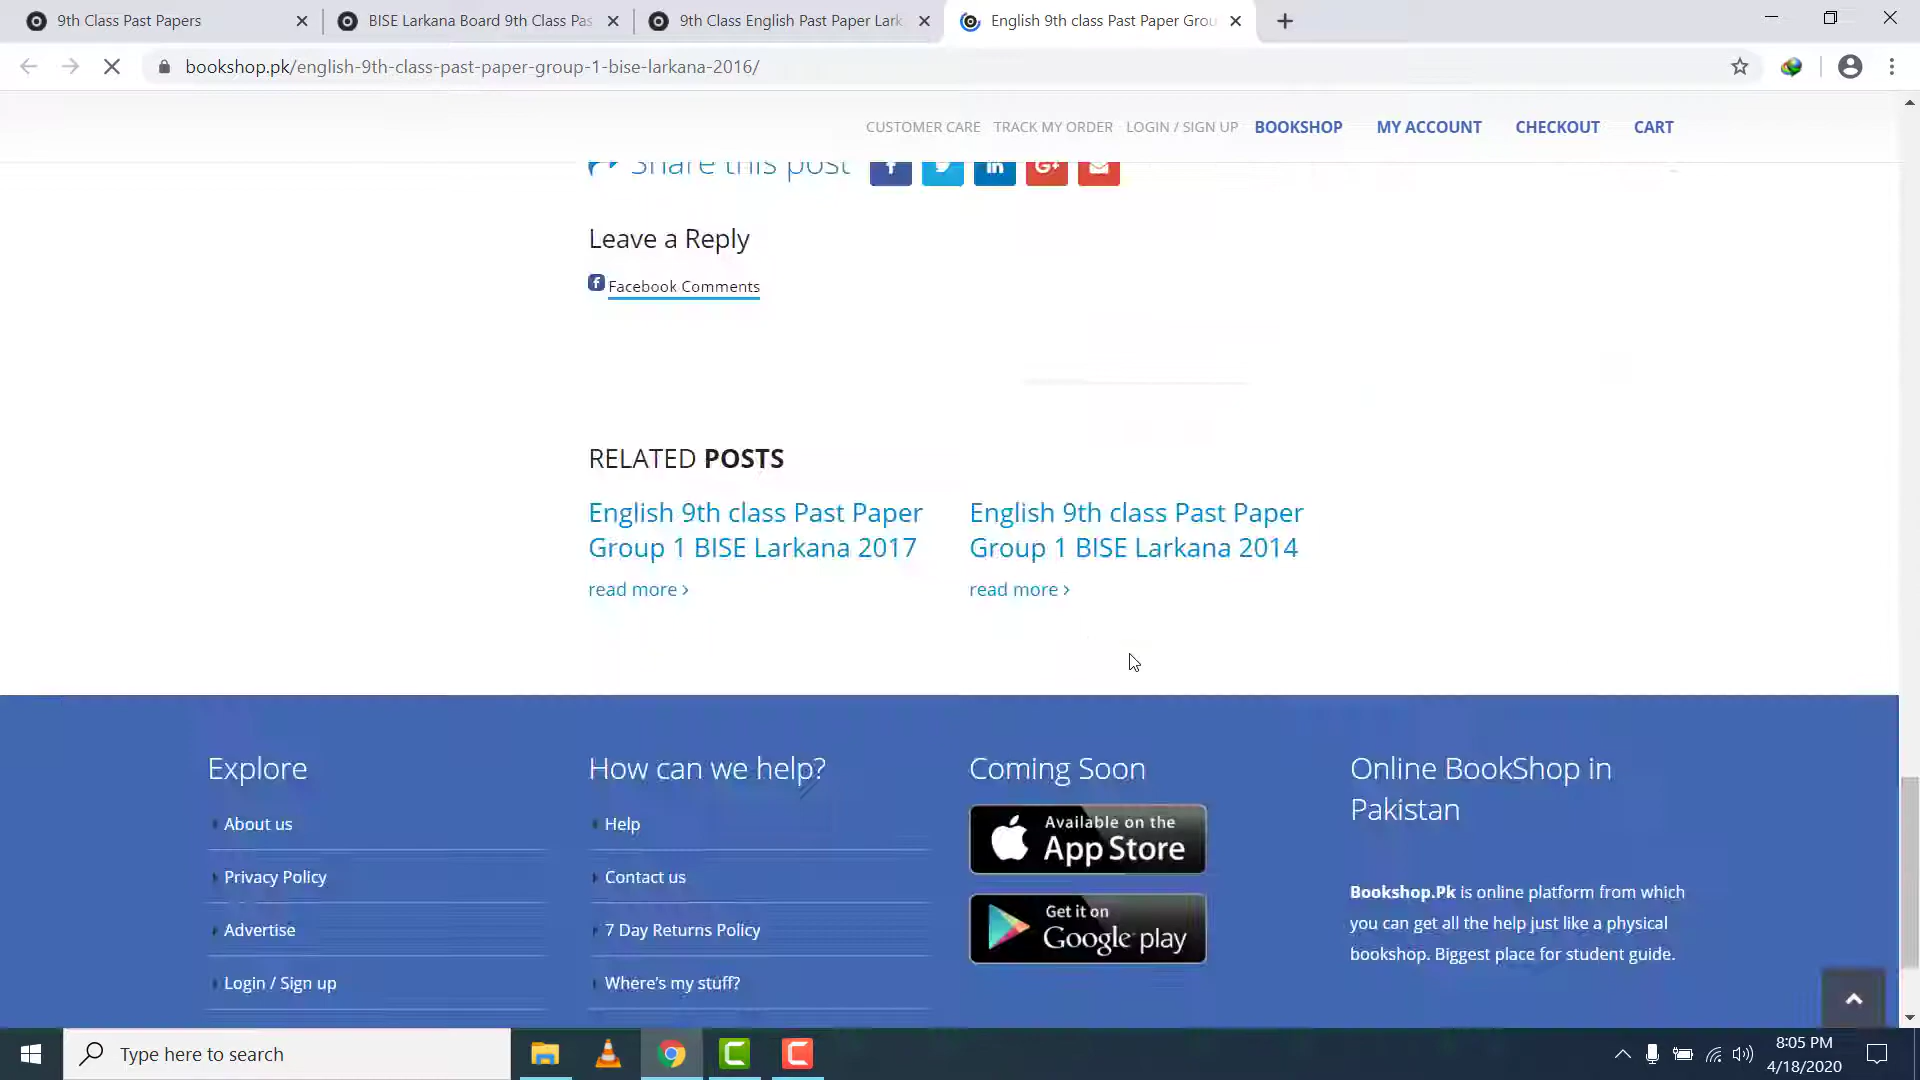 9th Class Past Papers
BISE Larkana Board 9th Class Pas
9th Class English Past Paper Lark
English 9th class Past Paper Grou
bookshop.pk/english-9th-class-past-paper-group-1-bise-larkana-2016/
CUSTOMER CARE TRACK MY ORDER LOGIN / SIGN UP BOOKSHOP MY ACCOUNT CHECKOUT CART
Share this post
G+
Leave a Reply
Facebook Comments
RELATED POSTS
English 9th class Past Paper
Group 1 BISE Larkana 2017
read more ›
English 9th class Past Paper
Group 1 BISE Larkana 2014
read more ›
Explore
About us
Privacy Policy
Advertise
Login / Sign up
How can we help?
Help
Contact us
7 Day Returns Policy
Where's my stuff?
Coming Soon
Available on the
App Store
Get it on
Google play
Online BookShop in
Pakistan
Bookshop.Pk is online platform from which
you can get all the help just like a physical
bookshop. Biggest place for student guide.
Type here to search
8:05 PM
4/18/2020